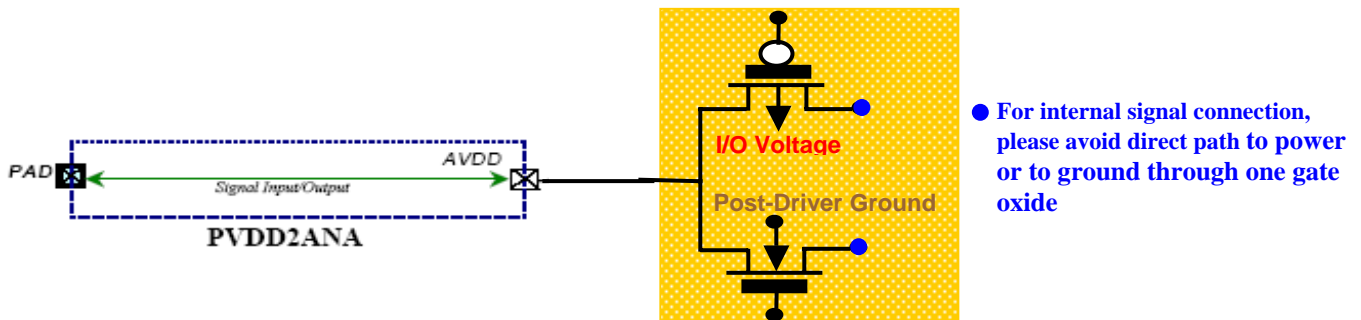 PAD
AVDD
Signal Input/Output
PVDD2ANA
I/O Voltage
Post-Driver Ground
For internal signal connection,
please avoid direct path to power
or to ground through one gate
oxide